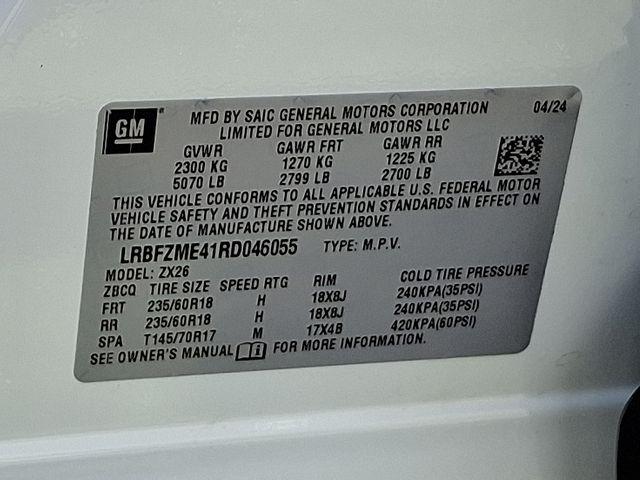 GM
MFD BY SAIC GENERAL MOTORS CORPORATION 04/24
LIMITED FOR GENERAL MOTORS LLC
GVWR GAWR FRT GAWR RR
2300 KG 1270 KG 1225 KG
5070 LB 2799 LB 2700 LB
THIS VEHICLE CONFORMS TO ALL APPLICABLE U.S. FEDERAL MOTOR
VEHICLE SAFETY AND THEFT PREVENTION STANDARDS IN EFFECT ON
THE DATE OF MANUFACTURE SHOWN ABOVE.
LRBFZME41RD046055 TYPE: M.P.V.
MODEL: ZX26
ZBCQ TIRE SIZE SPEED RTG RIM COLD TIRE PRESSURE
FRT 235/60R18 H 18X8J 240KPA(35PSI)
RR 235/60R18 H 18X8J 240KPA(35PSI)
SPA T145/70R17 M 17X4B 420KPA(60PSI)
SEE OWNER'S MANUAL FOR MORE INFORMATION.